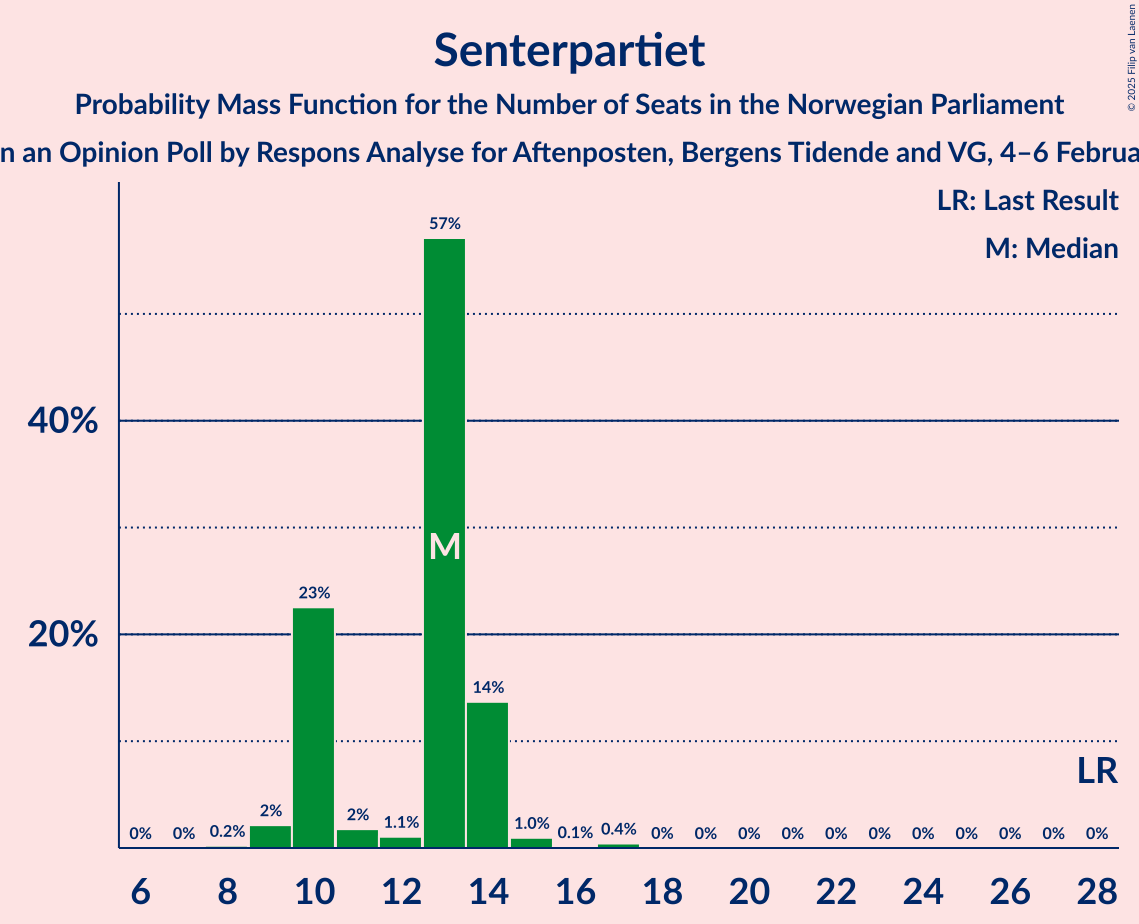 Senterpartiet
Probability Mass Function for the Number of Seats in the Norwegian Parliament
an Opinion Poll by Respons Analyse for Aftenposten, Bergens Tidende and VG, 4–6
© 2025 Filip van Laenen
LR: Last Result
M: Median
57%
40%
M
23%
20%
14%
LR
0% 0% 0.2% 2% 2% 1.1% 1.0% 0.1% 0.4% 0% 0% 0% 0% 0% 0% 0% 0% 0% 0% 0%
6 8 10 12 14 16 18 20 22 24 26 28